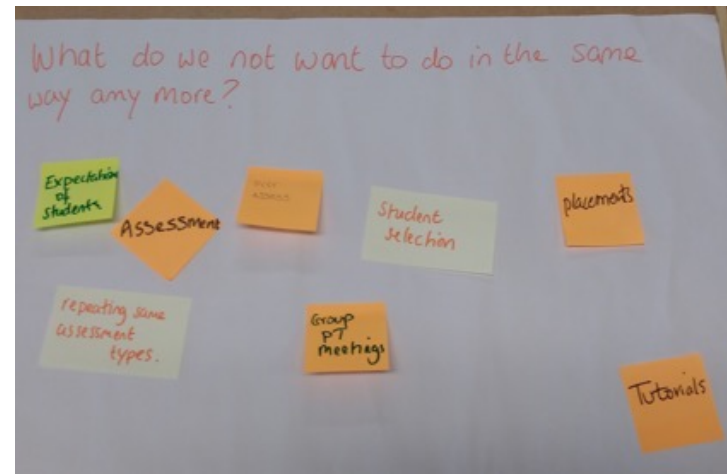 What do we not want to do in the same
way any more?
Expectation
of
students
Assessment
ASSESS
Student
selection
placements
repeating same
assessment
types.
Group
PT
meetings
Tutorials